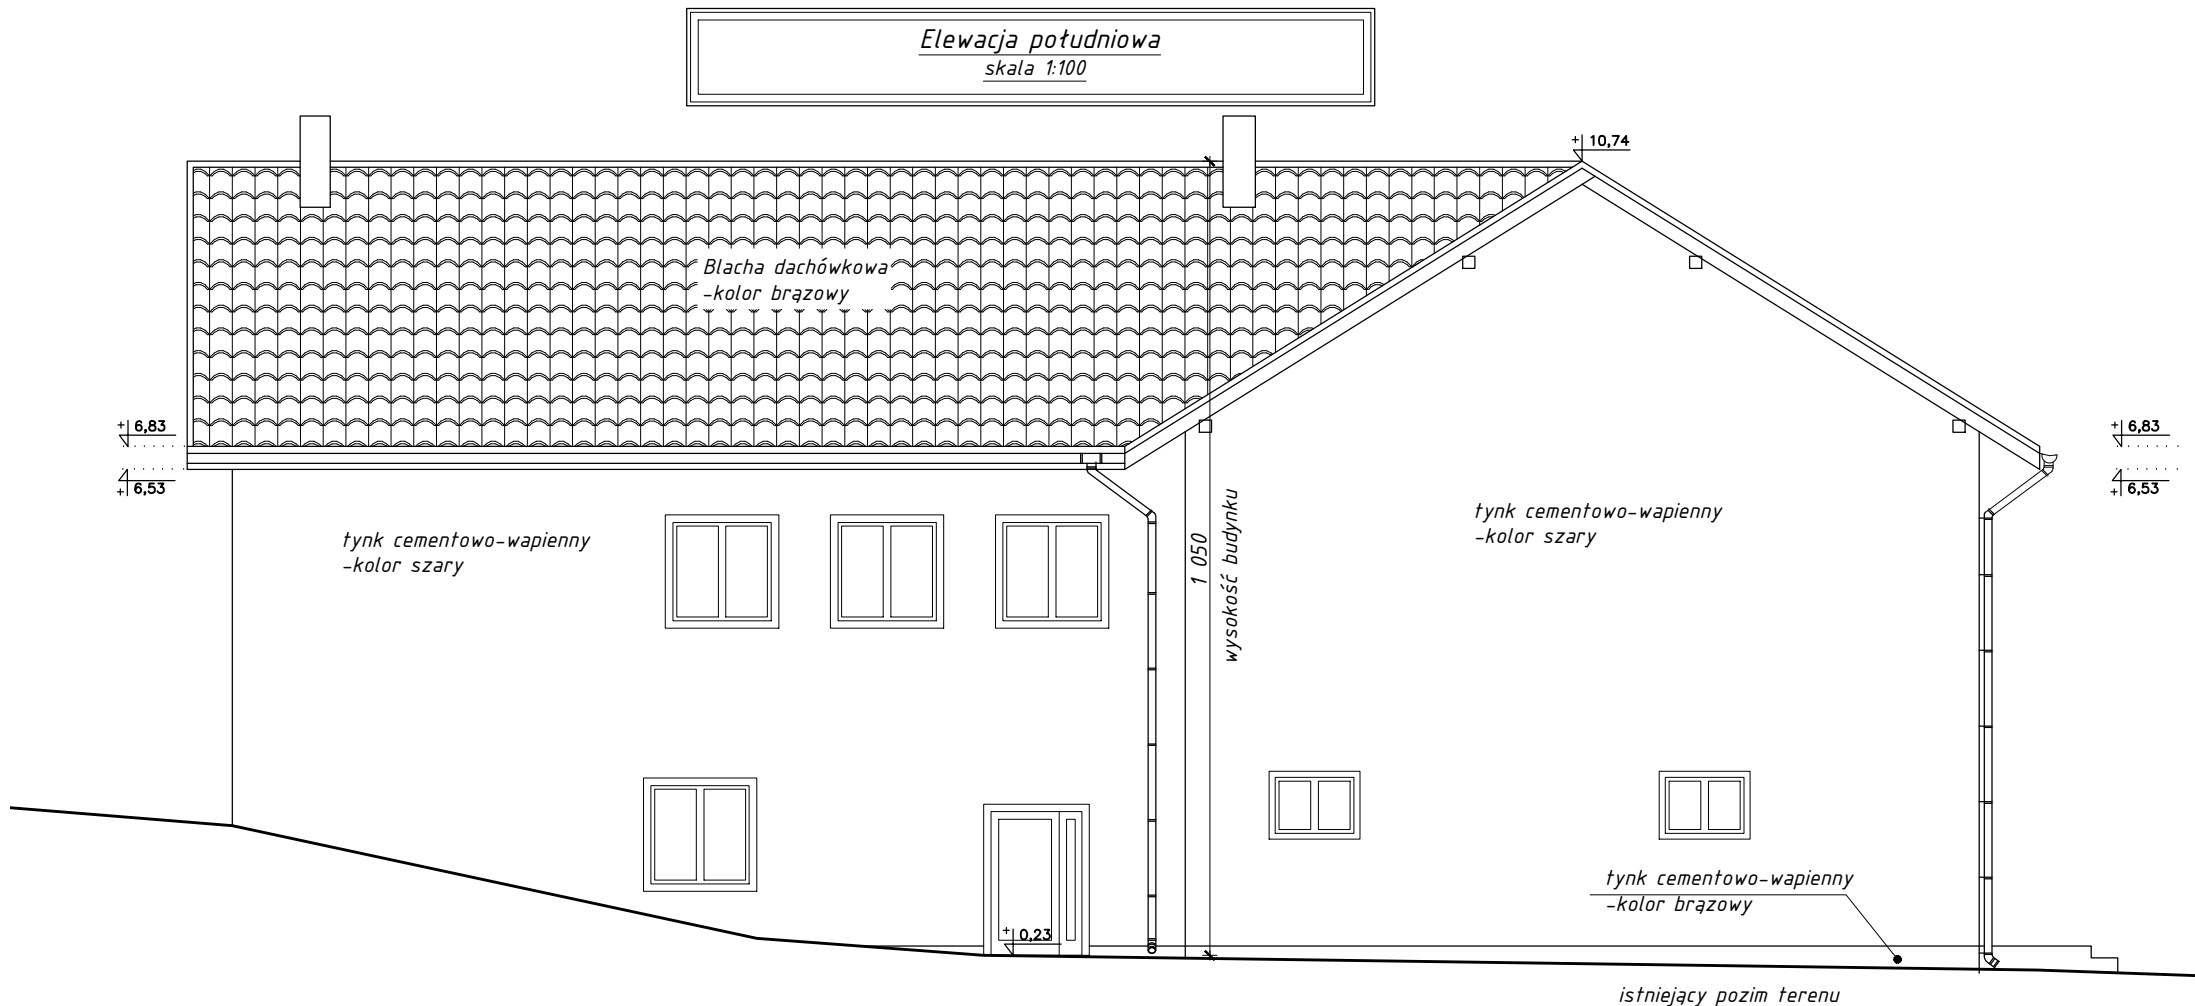 Elewacja południowa
skala 1:100
+ 10,74
Blacha dachówkowa
-kolor brązowy
+ 6,83
+ 6,53
+ 6,83
+ 6,53
tynk cementowo-wapienny
-kolor szary
1 050
wysokość budynku
tynk cementowo-wapienny
-kolor szary
tynk cementowo-wapienny
-kolor brązowy
+ 0,23
istniejący pozim terenu